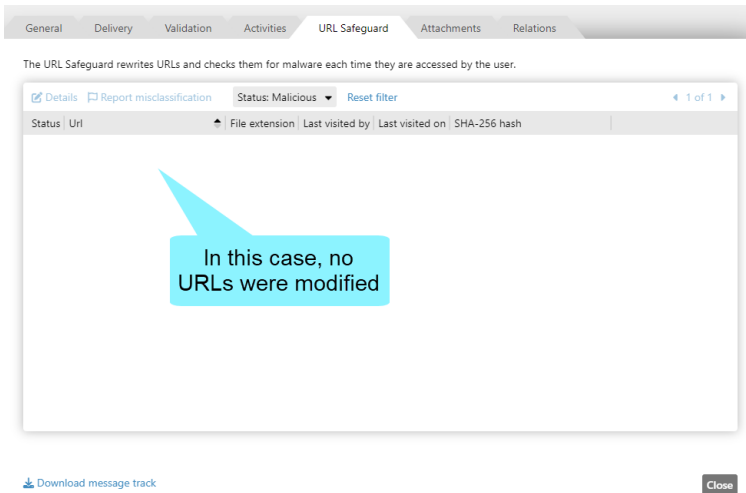 General Delivery Validation Activities URL Safeguard Attachments Relations
The URL Safeguard rewrites URLs and checks them for malware each time they are accessed by the user.
Details Report misclassification Status: Malicious Reset filter 1 of 1
Status Url File extension Last visited by Last visited on SHA-256 hash
In this case, no
URLs were modified
Download message track Close